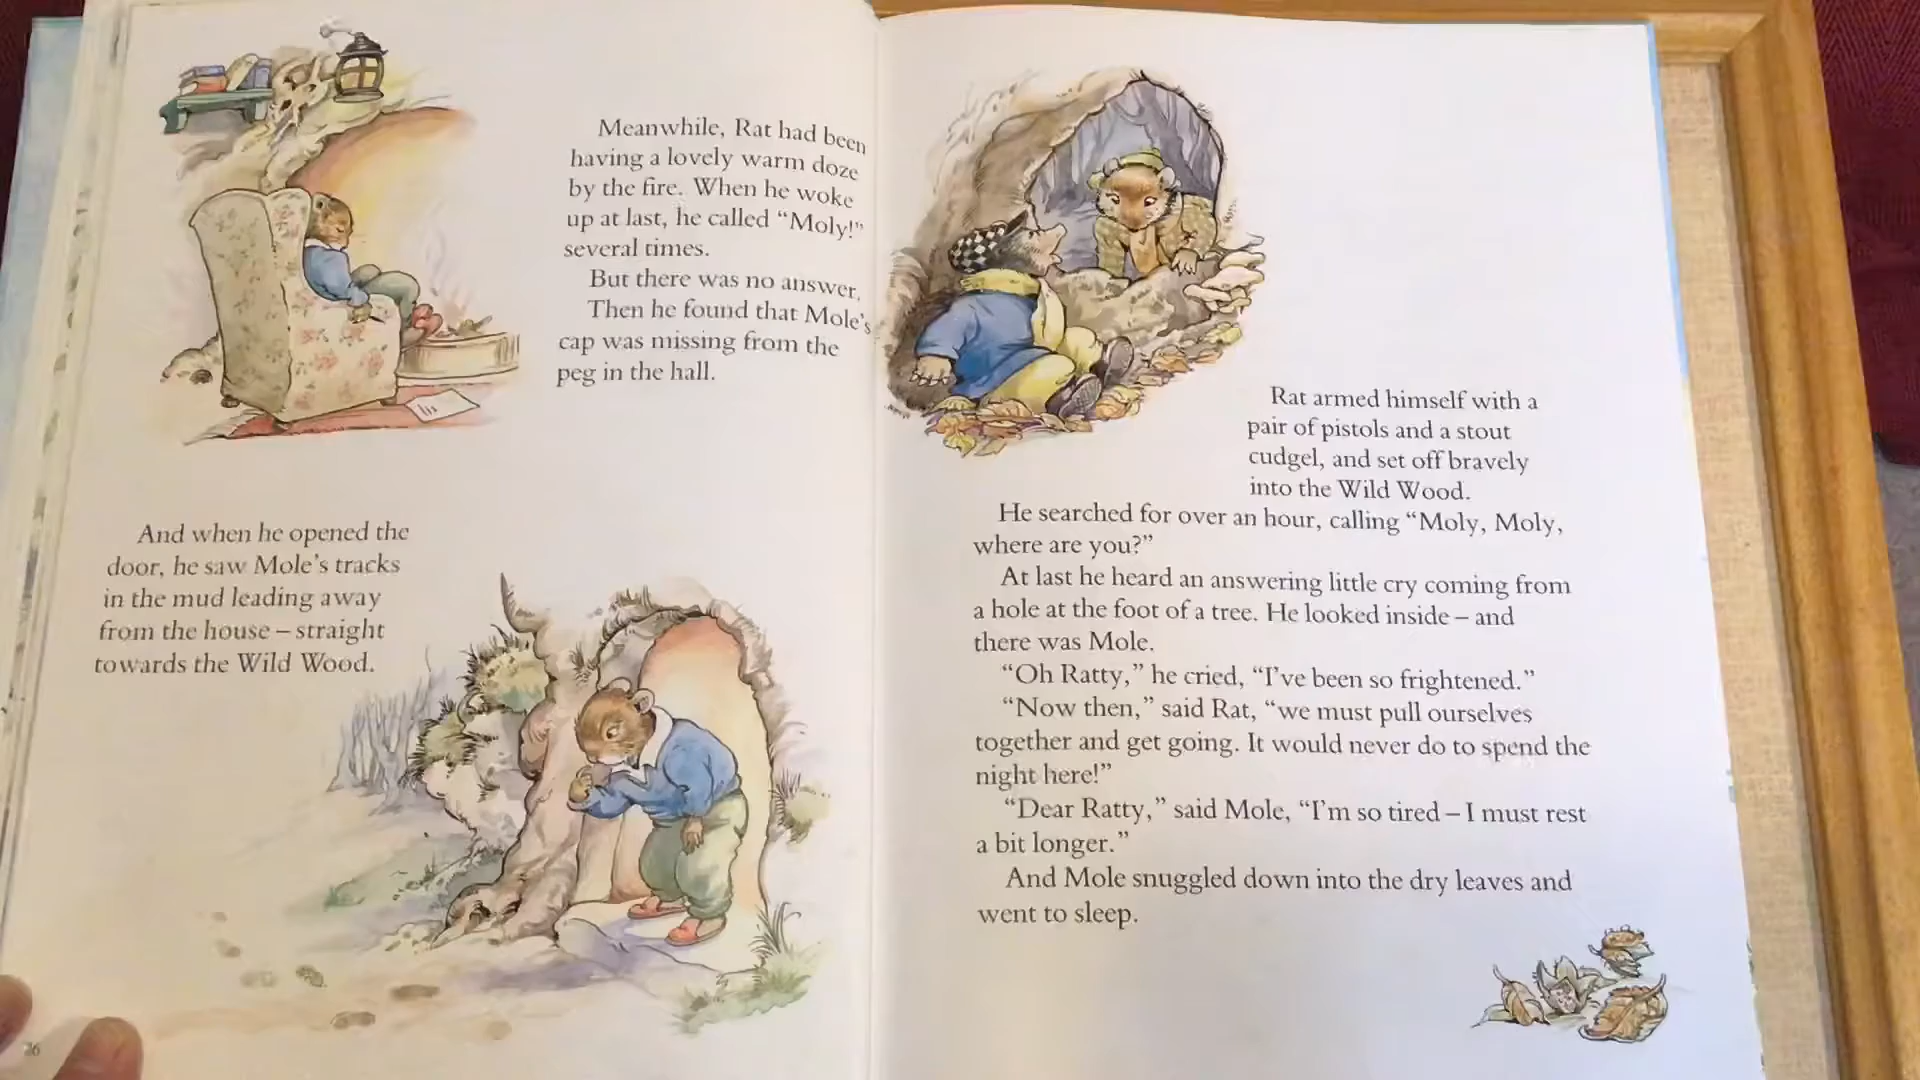 Meanwhile, Rat had been
having a lovely warm doze
by the fire. When he woke
up at last, he called “Moly!”
several times.
But there was no answer.
Then he found that Mole’s
cap was missing from the
peg in the hall.
And when he opened the
door, he saw Mole’s tracks
in the mud leading away
from the house – straight
towards the Wild Wood.
26
Rat armed himself with a
pair of pistols and a stout
cudgel, and set off bravely
into the Wild Wood.
He searched for over an hour, calling “Moly, Moly,
where are you?”
At last he heard an answering little cry coming from
a hole at the foot of a tree. He looked inside – and
there was Mole.
“Oh Ratty,” he cried, “I’ve been so frightened.”
“Now then,” said Rat, “we must pull ourselves
together and get going. It would never do to spend the
night here!”
“Dear Ratty,” said Mole, “I’m so tired – I must rest
a bit longer.”
And Mole snuggled down into the dry leaves and
went to sleep.